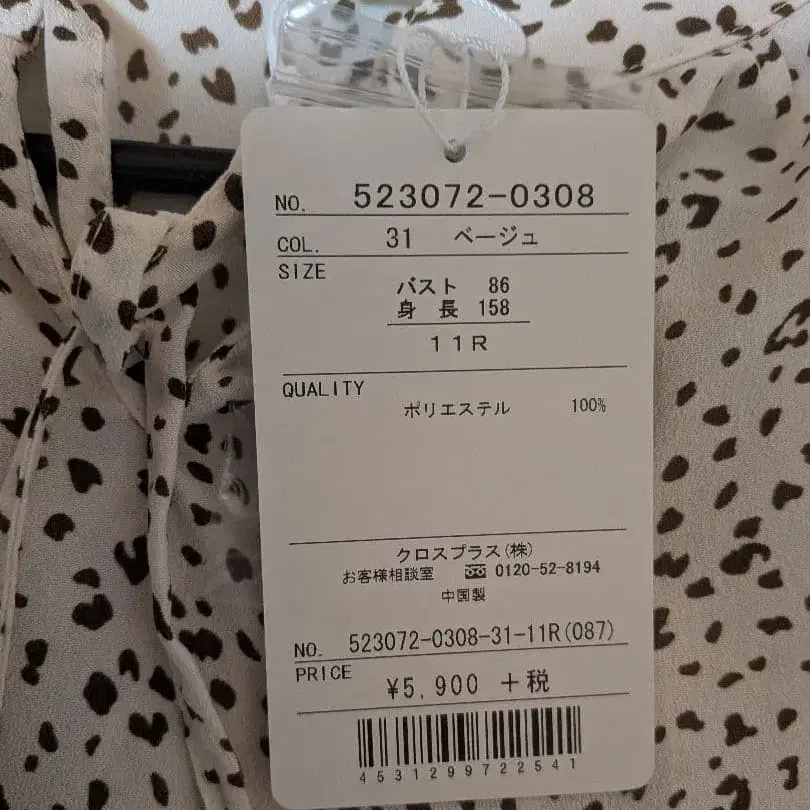 NO. 523072-0308
COL. 31 ベージュ
SIZE
バスト 86
身長 158
11R
QUALITY
ポリエステル 100%
クロスプラス(株)
お客様相談室 0120-52-8194
中国製
NO. 523072-0308-31-11R(087)
PRICE
¥5,900 +税
4531299722541